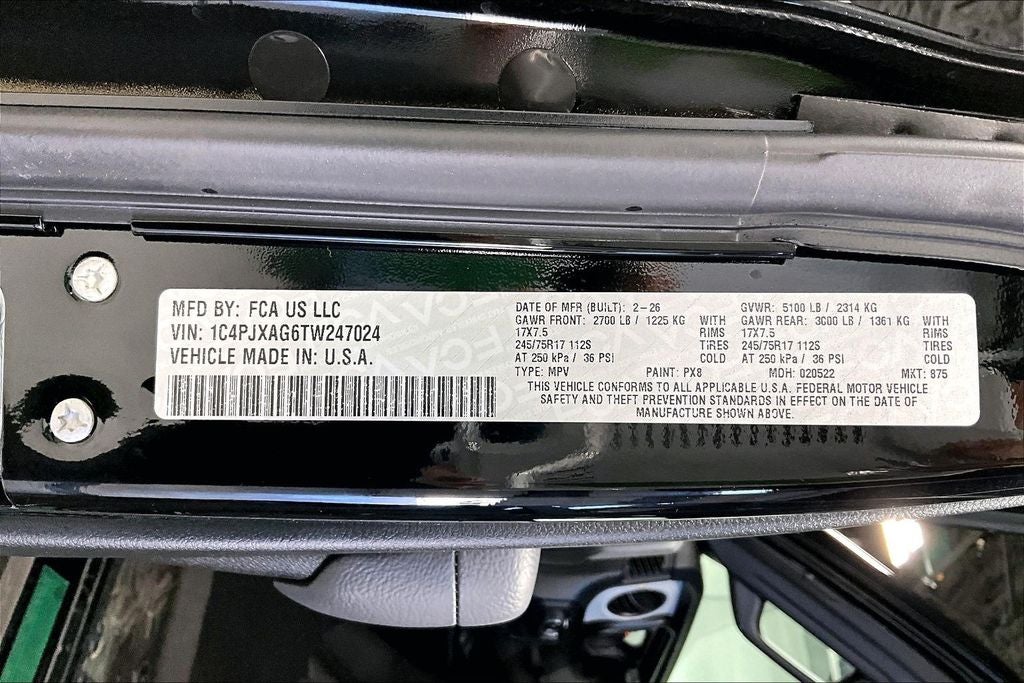 MFD BY: FCA US LLC
VIN: 1C4PJXAG6TW247024
VEHICLE MADE IN: U.S.A.
DATE OF MFR (BUILT): 2-26 GVWR: 5100 LB / 2314 KG
GAWR FRONT: 2700 LB / 1225 KG WITH GAWR REAR: 3000 LB / 1361 KG WITH
17X7.5 RIMS 17X7.5 RIMS
245/75R17 112S TIRES 245/75R17 112S TIRES
AT 250 kPa / 36 PSI COLD AT 250 kPa / 36 PSI COLD
TYPE: MPV PAINT: PX8 MDH: 020522 MKT: 875
THIS VEHICLE CONFORMS TO ALL APPLICABLE U.S.A. FEDERAL MOTOR VEHICLE
SAFETY AND THEFT PREVENTION STANDARDS IN EFFECT ON THE DATE OF
MANUFACTURE SHOWN ABOVE.